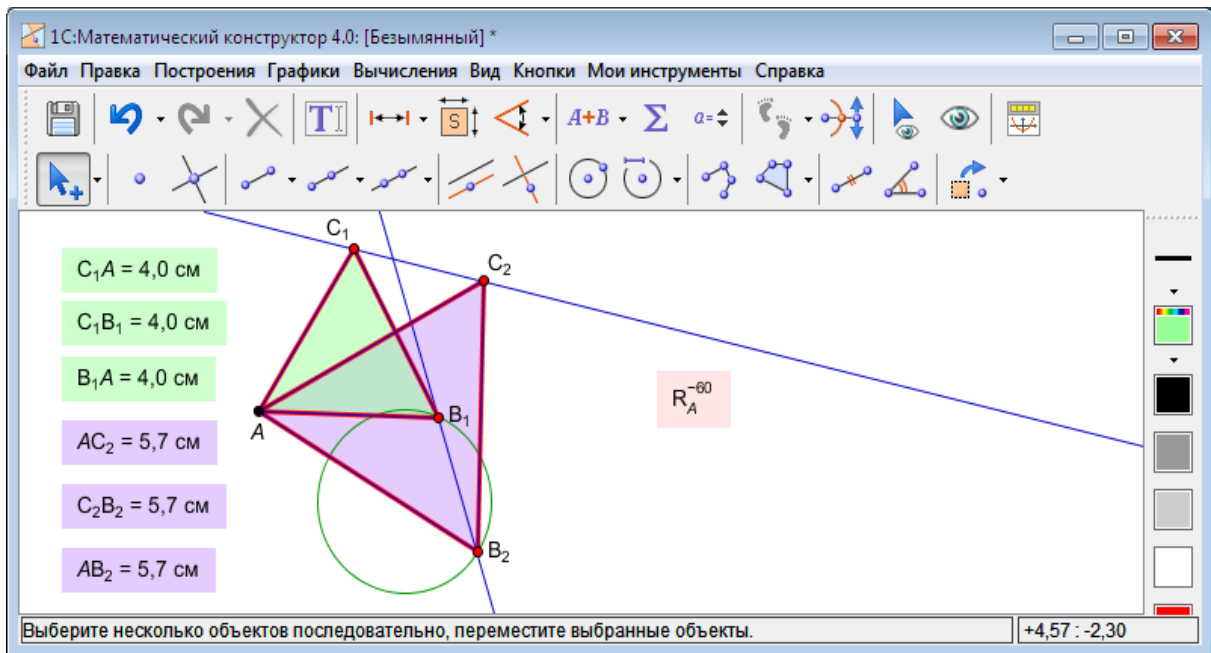 1С:Математический конструктор 4.0: [Безымянный] *
Файл Правка Построения Графики Вычисления Вид Кнопки Мои инструменты Справка
T S A+B Σ a=
C₁
C₂
C₁A = 4,0 см
C₁B₁ = 4,0 см
B₁A = 4,0 см
R_A^−60
A
B₁
AC₂ = 5,7 см
C₂B₂ = 5,7 см
B₂
AB₂ = 5,7 см
Выберите несколько объектов последовательно, переместите выбранные объекты.
+4,57 : -2,30